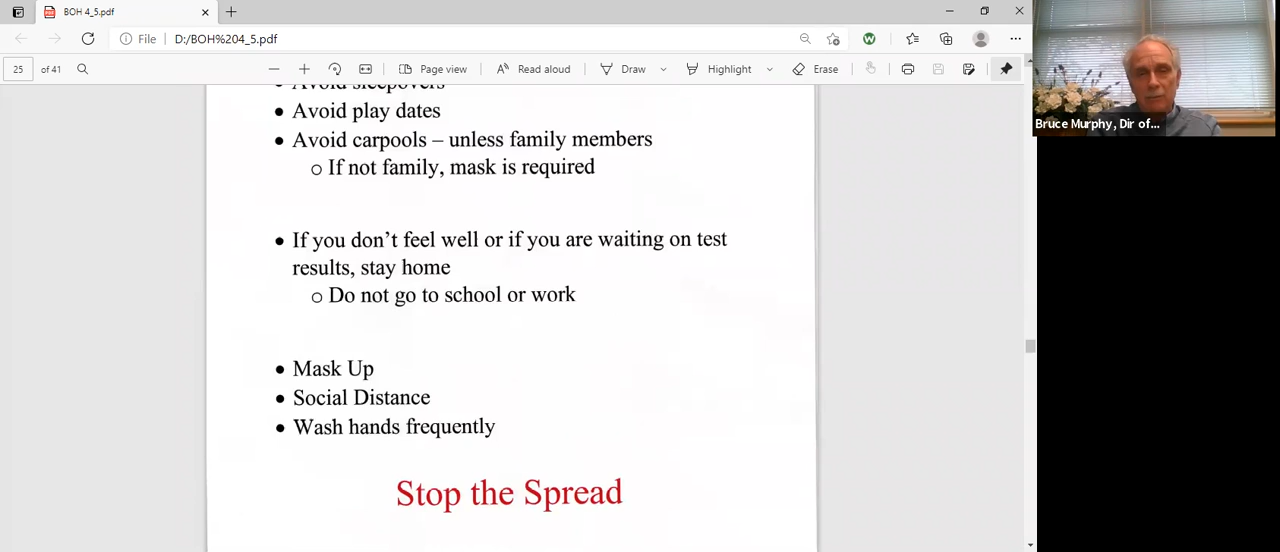 BOH 4_5.pdf
File
D:/BOH%204_5.pdf
25
of 41
Page view
Read aloud
Draw
Highlight
Erase
Avoid sleepovers
• Avoid play dates
• Avoid carpools – unless family members
o If not family, mask is required
• If you don't feel well or if you are waiting on test
results, stay home
o Do not go to school or work
• Mask Up
• Social Distance
• Wash hands frequently
Stop the Spread
Bruce Murphy, Dir of...